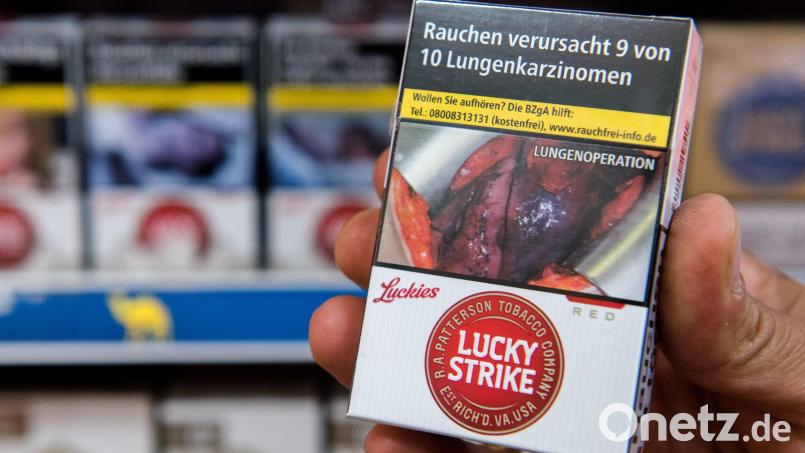 Rauchen verursacht 9 von
10 Lungenkarzinomen
Wollen Sie aufhören? Die BZgA hilft:
Tel.: 08008313131 (kostenfrei), www.rauchfrei-info.de
LUNGENOPERATION
Luckies
RED
R.A. PATTERSON TOBACCO COMPANY
LUCKY
STRIKE
EST. RICH'D. VA. USA
Onetz.de